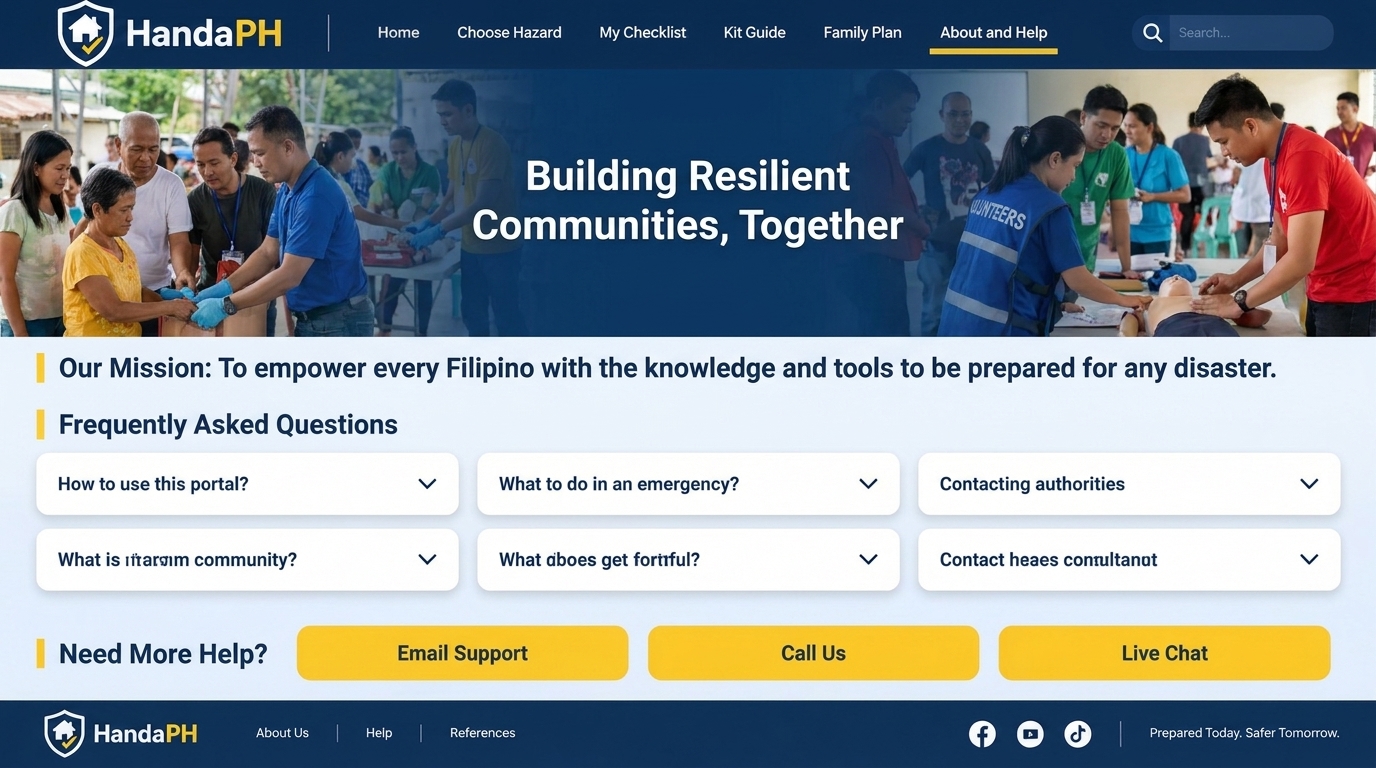 HandaPH
Home
Choose Hazard
My Checklist
Kit Guide
Family Plan
About and Help
Search...
Building Resilient
Communities, Together
VOLUNTEERS
Our Mission: To empower every Filipino with the knowledge and tools to be prepared for any disaster.
Frequently Asked Questions
How to use this portal?
What to do in an emergency?
Contacting authorities
What is community?
What get
Contact
Need More Help?
Email Support
Call Us
Live Chat
HandaPH
About Us
Help
References
Prepared Today. Safer Tomorrow.